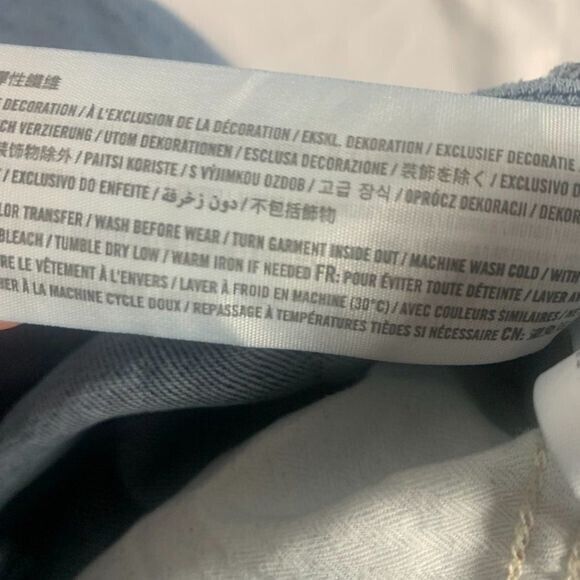 彈性纖维
DECORATION / À L'EXCLUSION DE LA DÉCORATION / EKSKL. DEKORATION / EXCLUSIEF DECORATIE
CH VERZIERUNG / UTOM DEKORATIONEN / ESCLUSA DECORAZIONE / 装飾を除く / EXCLUSIVO D
装饰物除外 / PAITSI KORISTE / S VÝJIMKOU OZDOB / 고급 장식 / OPRÓCZ DEKORACJI / DEKOR
/ EXCLUSIVO DO ENFEITE / دون زخرفة / 不包括飾物
LOR TRANSFER / WASH BEFORE WEAR / TURN GARMENT INSIDE OUT / MACHINE WASH COLD / WITH
BLEACH / TUMBLE DRY LOW / WARM IRON IF NEEDED FR: POUR ÉVITER TOUTE DÉTEINTE / LAVER AV
RE LE VÊTEMENT À L'ENVERS / LAVER À FROID EN MACHINE (30°C) / AVEC COULEURS SIMILAIRES /
HER À LA MACHINE CYCLE DOUX / REPASSAGE À TEMPÉRATURES TIÈDES SI NÉCESSAIRE CN: